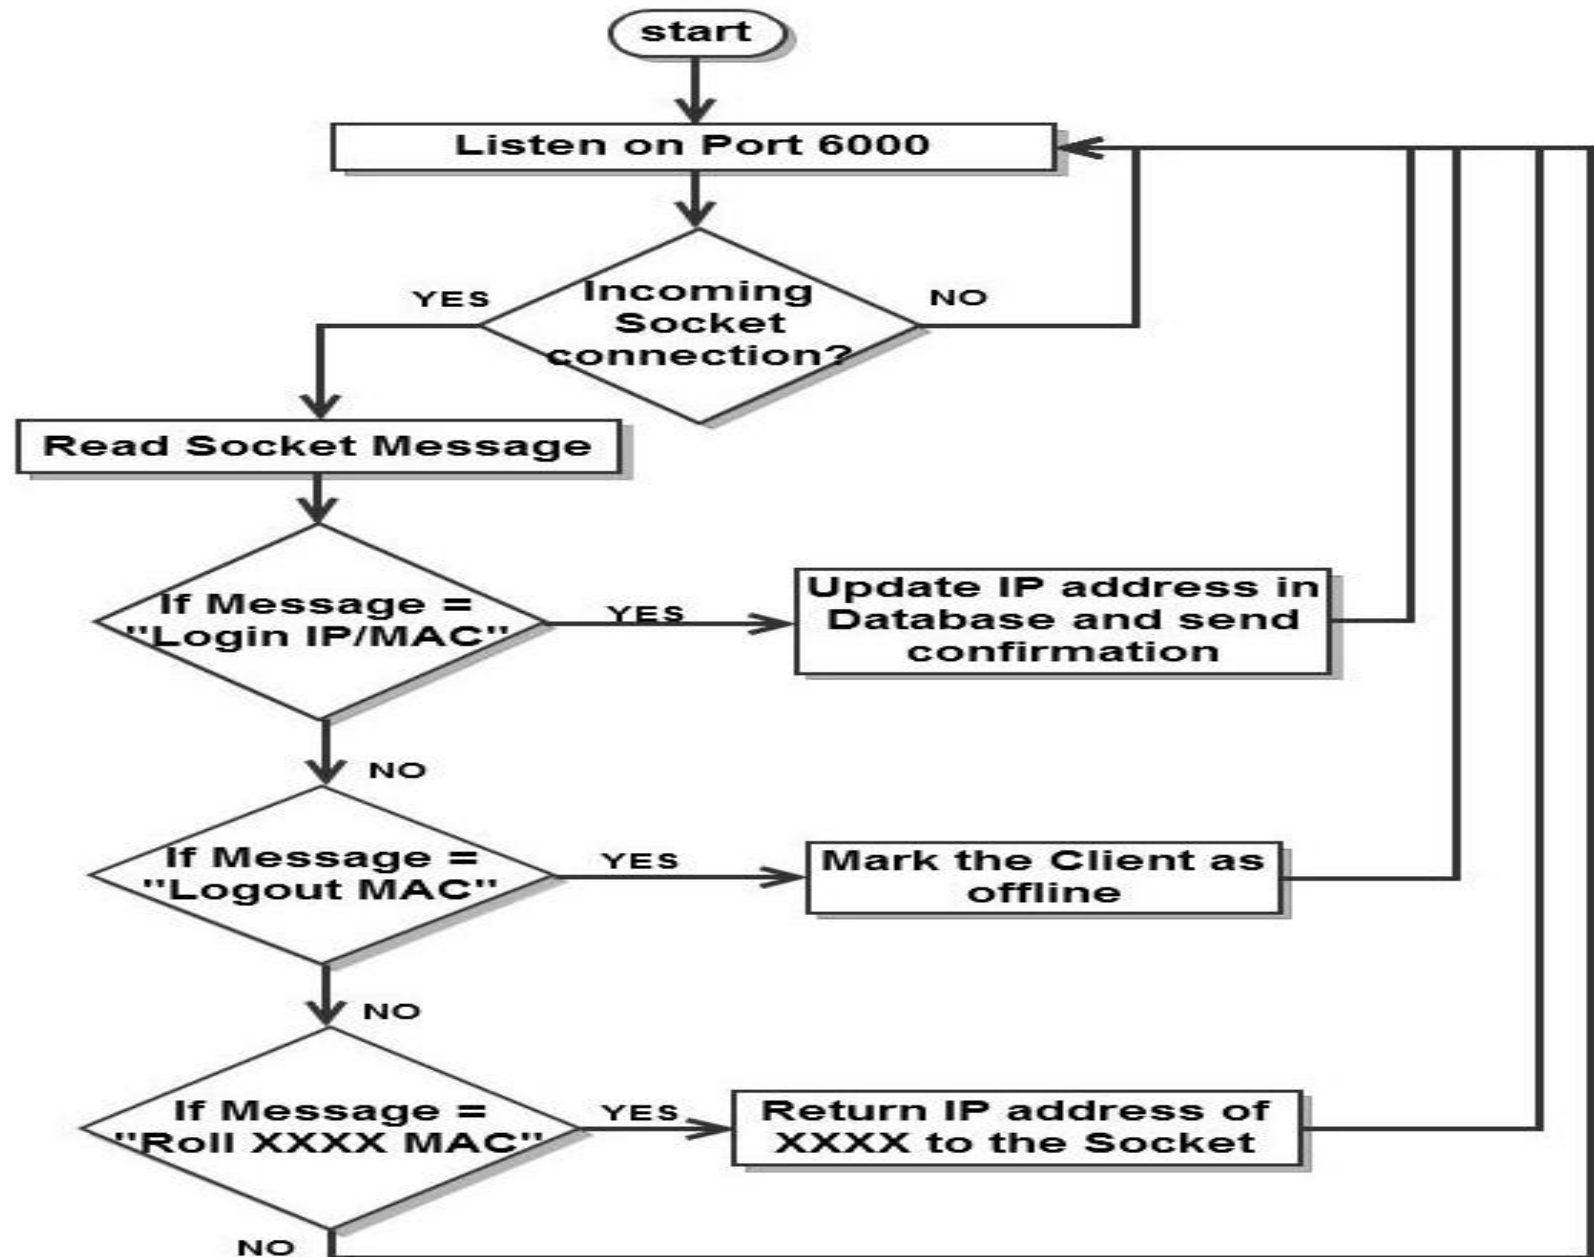 start
Listen on Port 6000
Incoming
Socket
connection?
YES
NO
Read Socket Message
If Message =
"Login IP/MAC"
YES
Update IP address in
Database and send
confirmation
NO
If Message =
"Logout MAC"
YES
Mark the Client as
offline
NO
If Message =
"Roll XXXX MAC"
YES
Return IP address of
XXXX to the Socket
NO